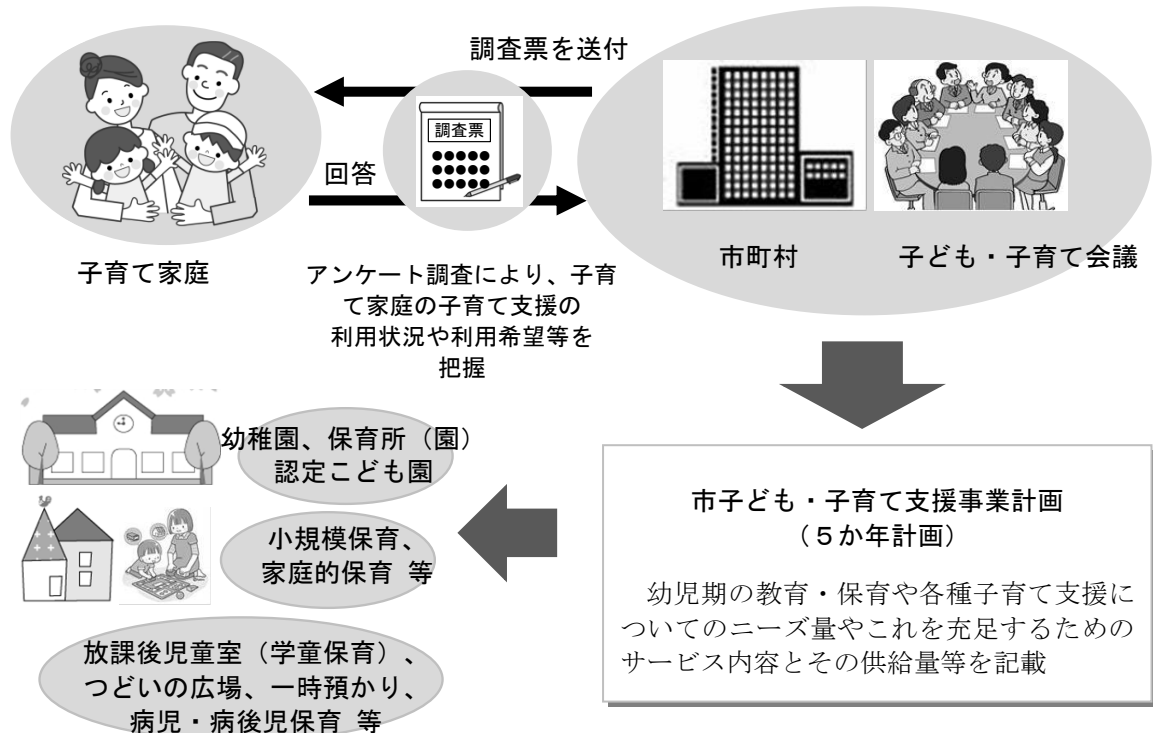 調査票を送付
調査票
回答
子育て家庭
市町村
子ども・子育て会議
アンケート調査により、子育
て家庭の子育て支援の
利用状況や利用希望等を
把握
市子ども・子育て支援事業計画
(5か年計画)
幼児期の教育・保育や各種子育て支援に
ついてのニーズ量やこれを充足するための
サービス内容とその供給量等を記載
幼稚園、保育所(園)
認定こども園
小規模保育、
家庭的保育 等
放課後児童室(学童保育)、
つどいの広場、一時預かり、
病児・病後児保育 等